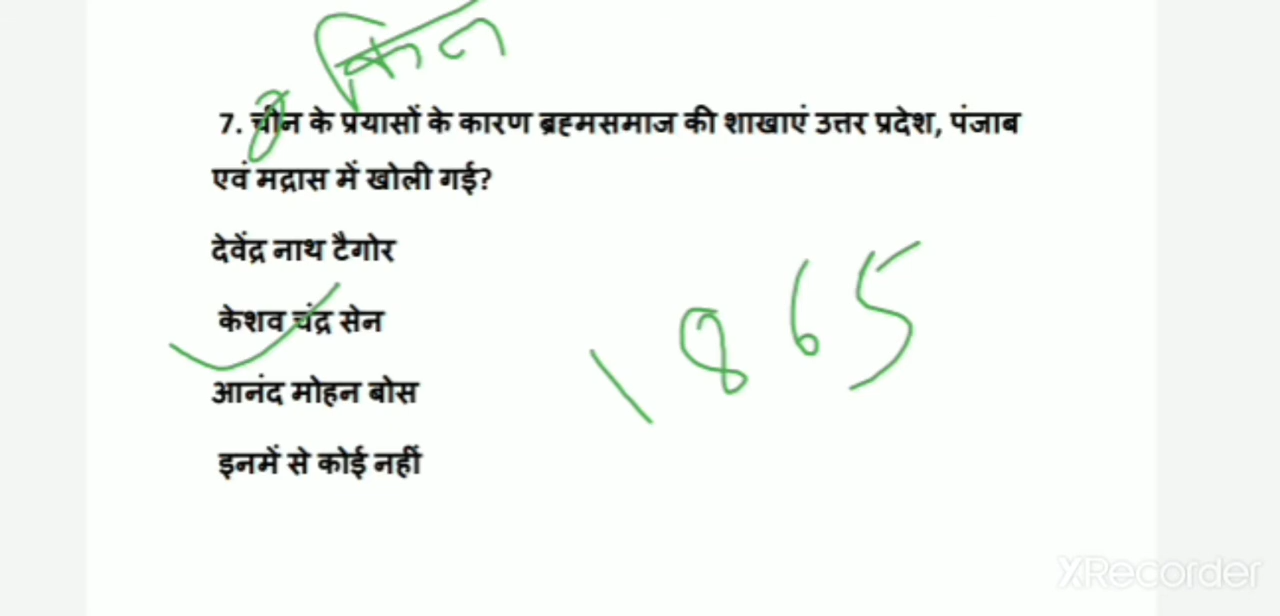 किन
7. चीन के प्रयासों के कारण ब्रह्मसमाज की शाखाएं उत्तर प्रदेश, पंजाब
एवं मद्रास में खोली गई?
देवेंद्र नाथ टैगोर
केशव चंद्र सेन
1865
आनंद मोहन बोस
इनमें से कोई नहीं
XRecorder